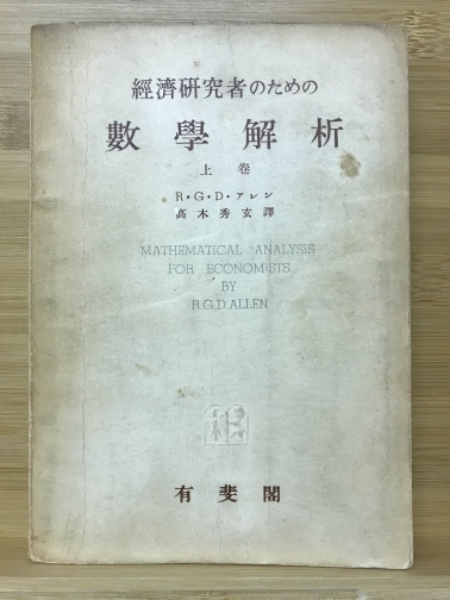 經濟硏究者のための
數學解析
上卷
R・G・D・アレン
高木秀玄譯
MATHEMATICAL ANALYSIS
FOR ECONOMISTS
BY
R.G.D.ALLEN
有斐閣